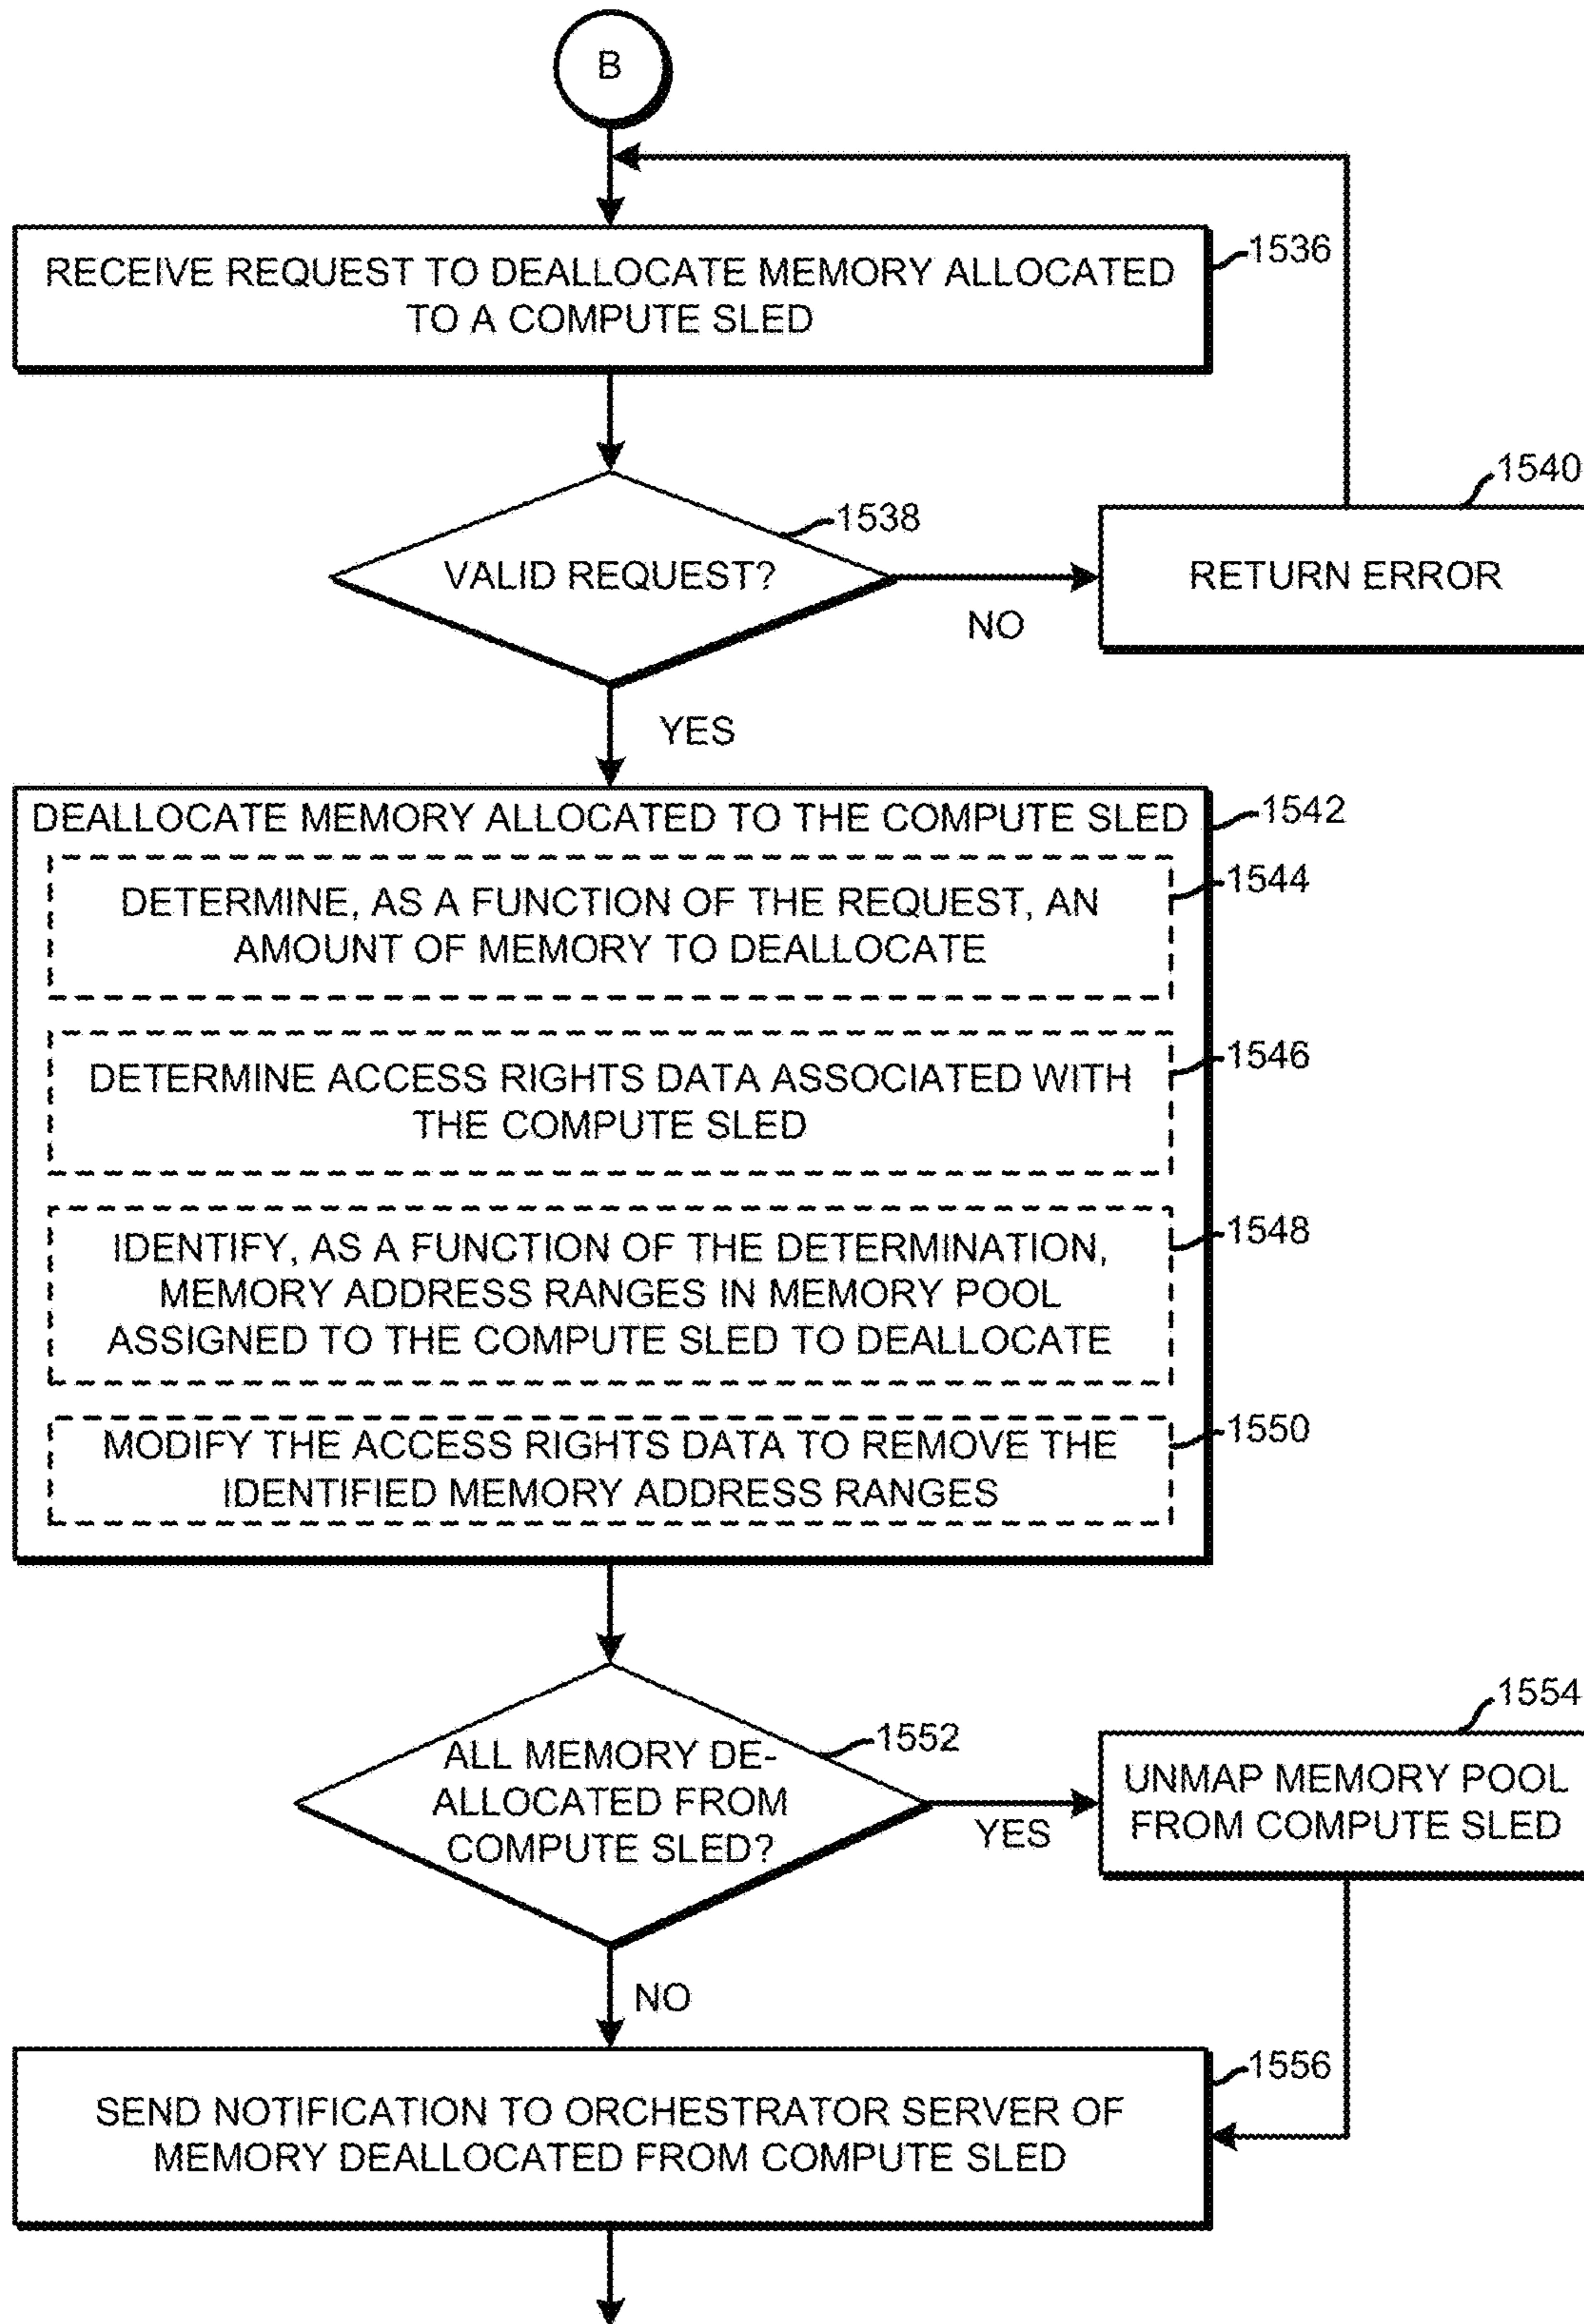 B
RECEIVE REQUEST TO DEALLOCATE MEMORY ALLOCATED
TO A COMPUTE SLED
1536
VALID REQUEST?
1538
NO
RETURN ERROR
1540
YES
DEALLOCATE MEMORY ALLOCATED TO THE COMPUTE SLED
1542
DETERMINE, AS A FUNCTION OF THE REQUEST, AN
AMOUNT OF MEMORY TO DEALLOCATE
1544
DETERMINE ACCESS RIGHTS DATA ASSOCIATED WITH
THE COMPUTE SLED
1546
IDENTIFY, AS A FUNCTION OF THE DETERMINATION,
MEMORY ADDRESS RANGES IN MEMORY POOL
ASSIGNED TO THE COMPUTE SLED TO DEALLOCATE
1548
MODIFY THE ACCESS RIGHTS DATA TO REMOVE THE
IDENTIFIED MEMORY ADDRESS RANGES
1550
ALL MEMORY DE-
ALLOCATED FROM
COMPUTE SLED?
1552
YES
UNMAP MEMORY POOL
FROM COMPUTE SLED
1554
NO
SEND NOTIFICATION TO ORCHESTRATOR SERVER OF
MEMORY DEALLOCATED FROM COMPUTE SLED
1556